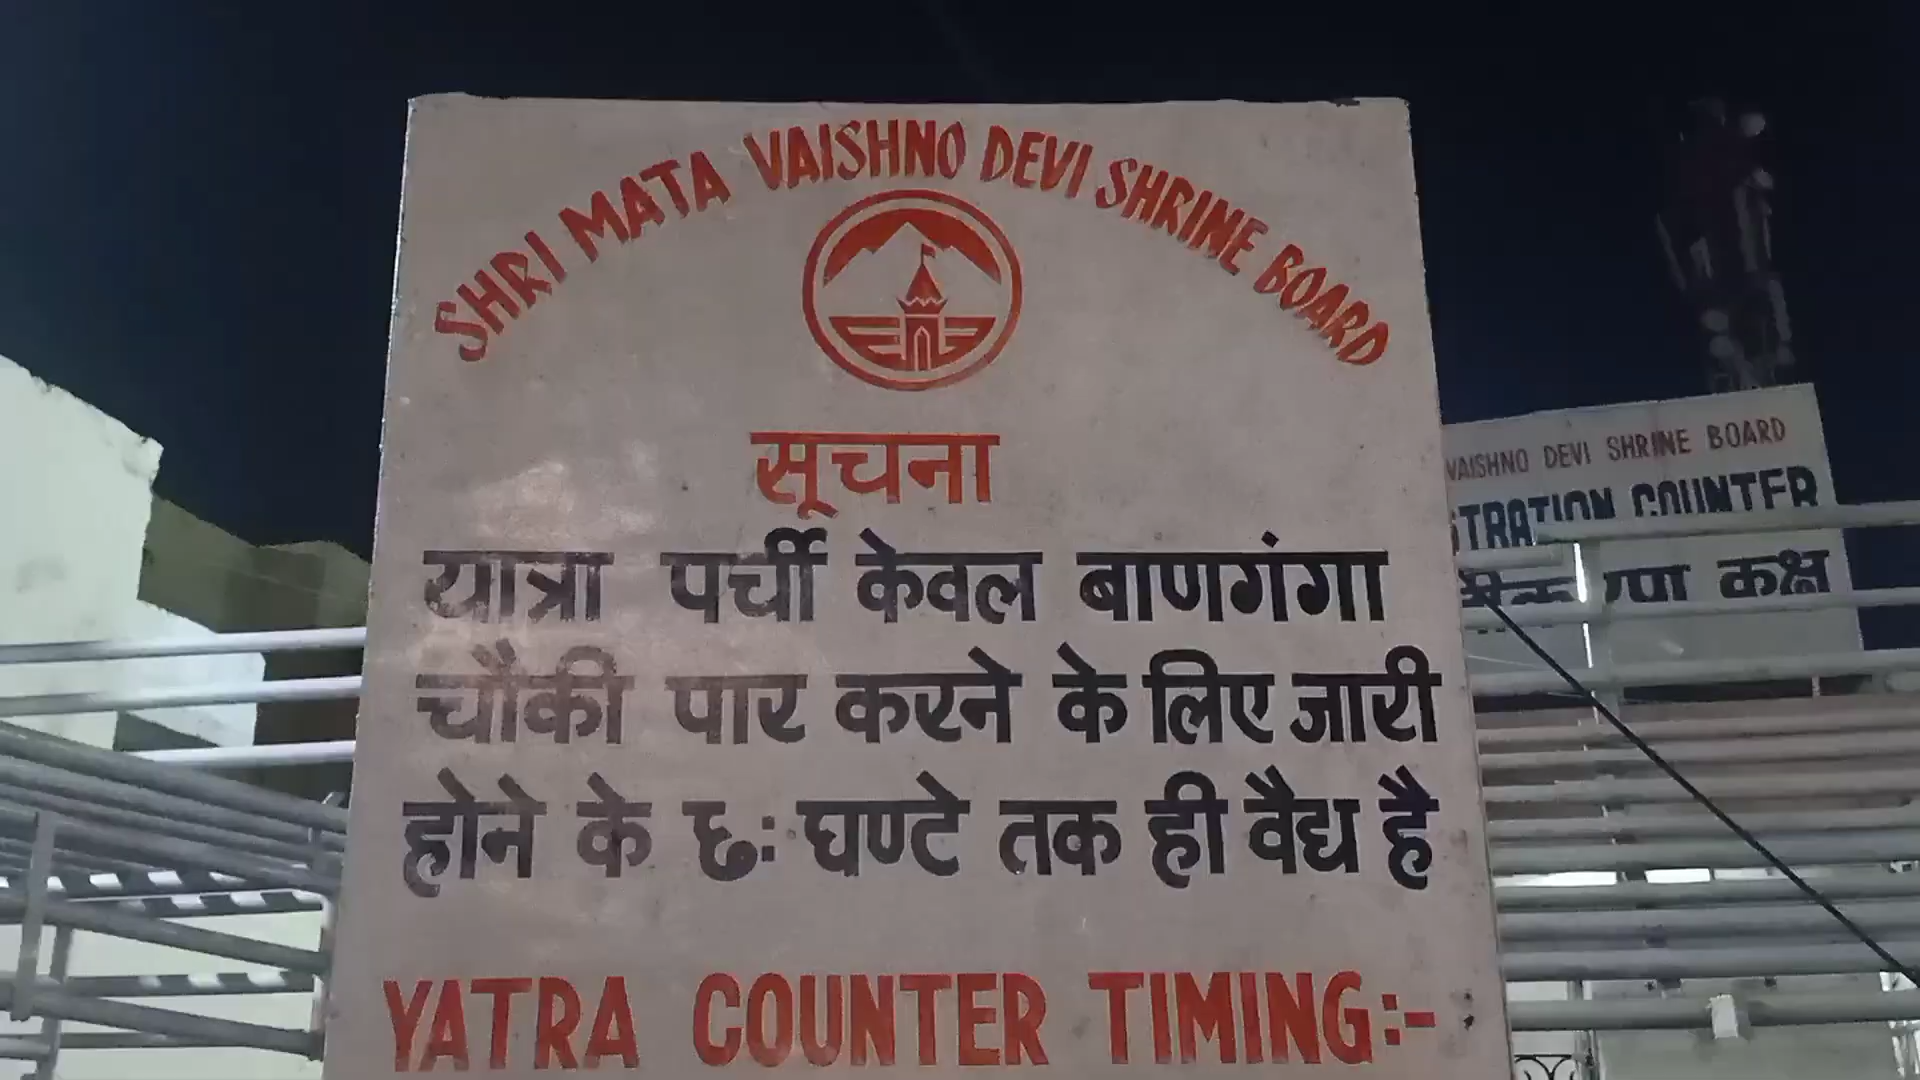 SHRI MATA VAISHNO DEVI SHRINE BOARD
सूचना
यात्रा पर्ची केवल बाणगंगा
चौकी पार करने के लिए जारी
होने के ६: घण्टे तक ही वैद्य है
YATRA COUNTER TIMING:-
VAISHNO DEVI SHRINE BOARD
STRATION COUNTER
कक्ष